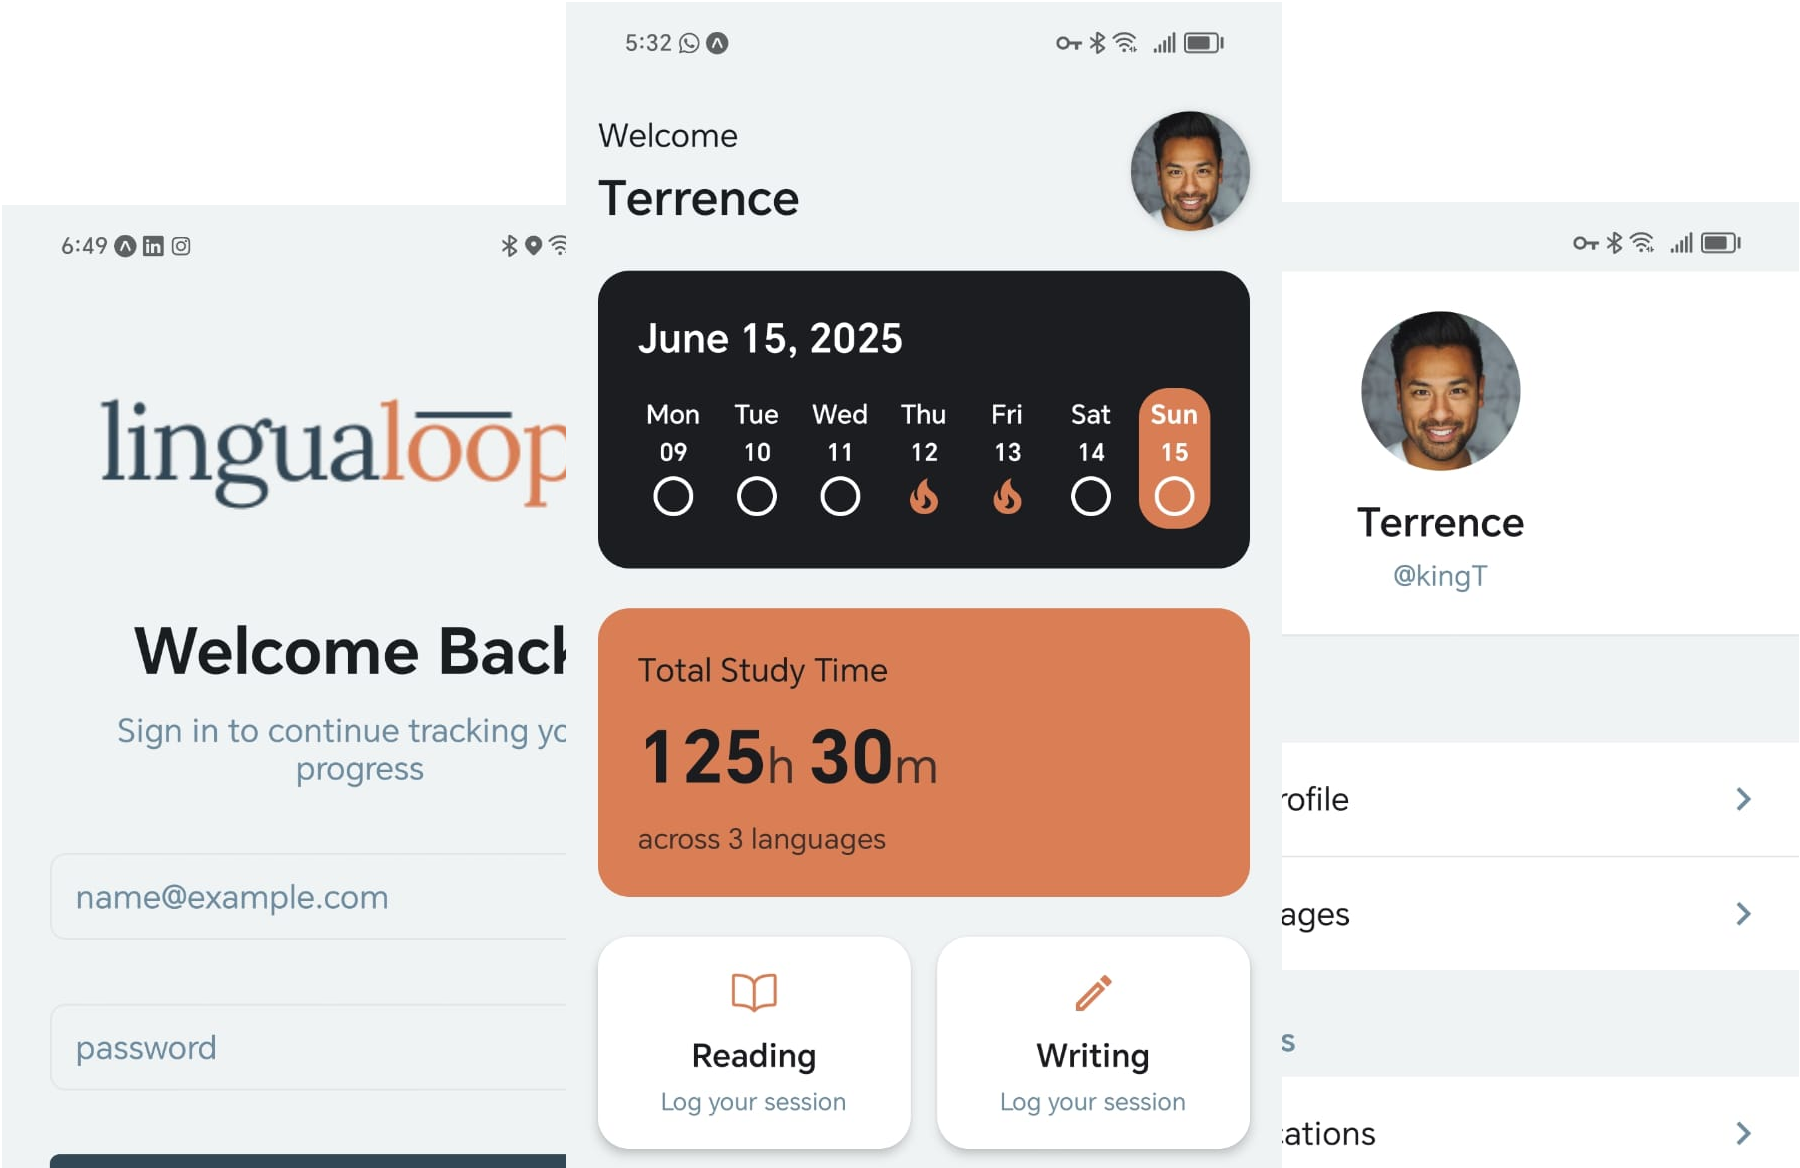 6:49
lingualoop
Welcome Back
Sign in to continue tracking
progress
name@example.com
password
5:32
Welcome
Terrence
June 15, 2025
Mon Tue Wed Thu Fri Sat Sun
09 10 11 12 13 14 15
Total Study Time
125h 30m
across 3 languages
Reading
Log your session
Writing
Log your session
Terrence
@kingT
rofile
ages
s
ations